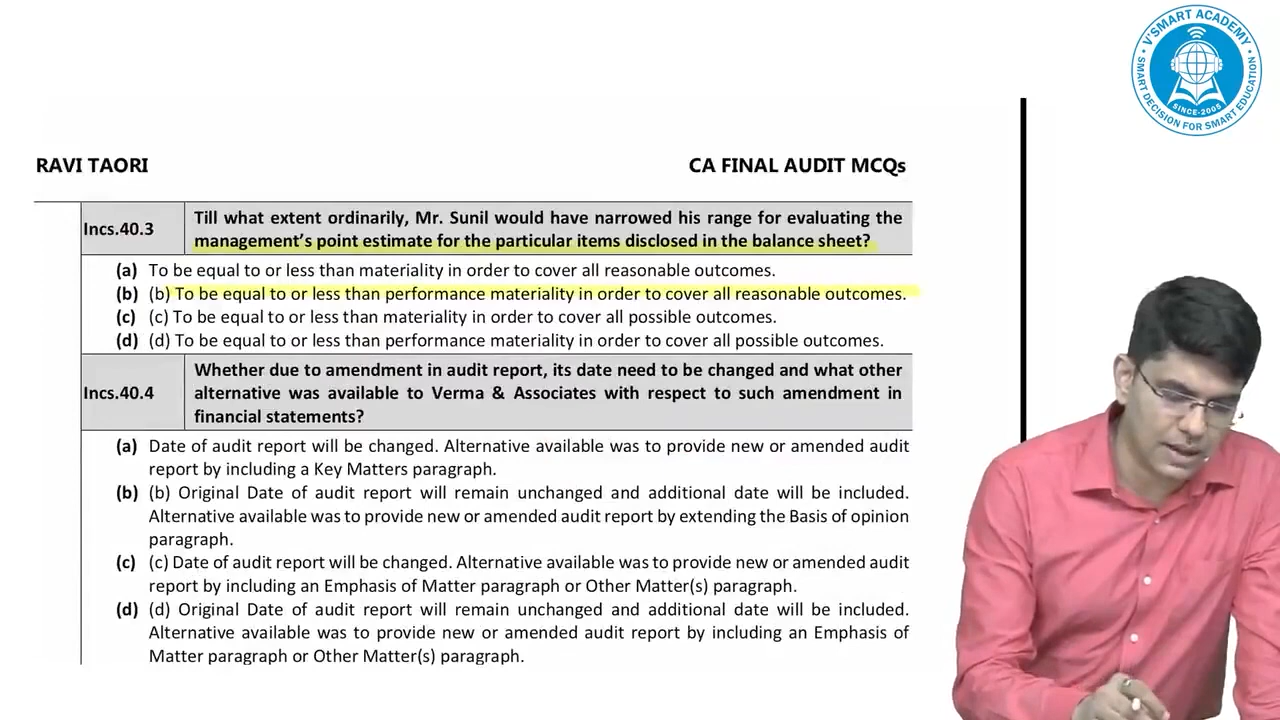 V'SMART ACADEMY
SINCE-2005
SMART DECISION FOR SMART EDUCATION
RAVI TAORI
CA FINAL AUDIT MCQs
Incs.40.3
Till what extent ordinarily, Mr. Sunil would have narrowed his range for evaluating the
management's point estimate for the particular items disclosed in the balance sheet?
(a) To be equal to or less than materiality in order to cover all reasonable outcomes.
(b) (b) To be equal to or less than performance materiality in order to cover all reasonable outcomes.
(c) (c) To be equal to or less than materiality in order to cover all possible outcomes.
(d) (d) To be equal to or less than performance materiality in order to cover all possible outcomes.
Incs.40.4
Whether due to amendment in audit report, its date need to be changed and what other
alternative was available to Verma & Associates with respect to such amendment in
financial statements?
(a) Date of audit report will be changed. Alternative available was to provide new or amended audit
report by including a Key Matters paragraph.
(b) (b) Original Date of audit report will remain unchanged and additional date will be included.
Alternative available was to provide new or amended audit report by extending the Basis of opinion
paragraph.
(c) (c) Date of audit report will be changed. Alternative available was to provide new or amended audit
report by including an Emphasis of Matter paragraph or Other Matter(s) paragraph.
(d) (d) Original Date of audit report will remain unchanged and additional date will be included.
Alternative available was to provide new or amended audit report by including an Emphasis of
Matter paragraph or Other Matter(s) paragraph.